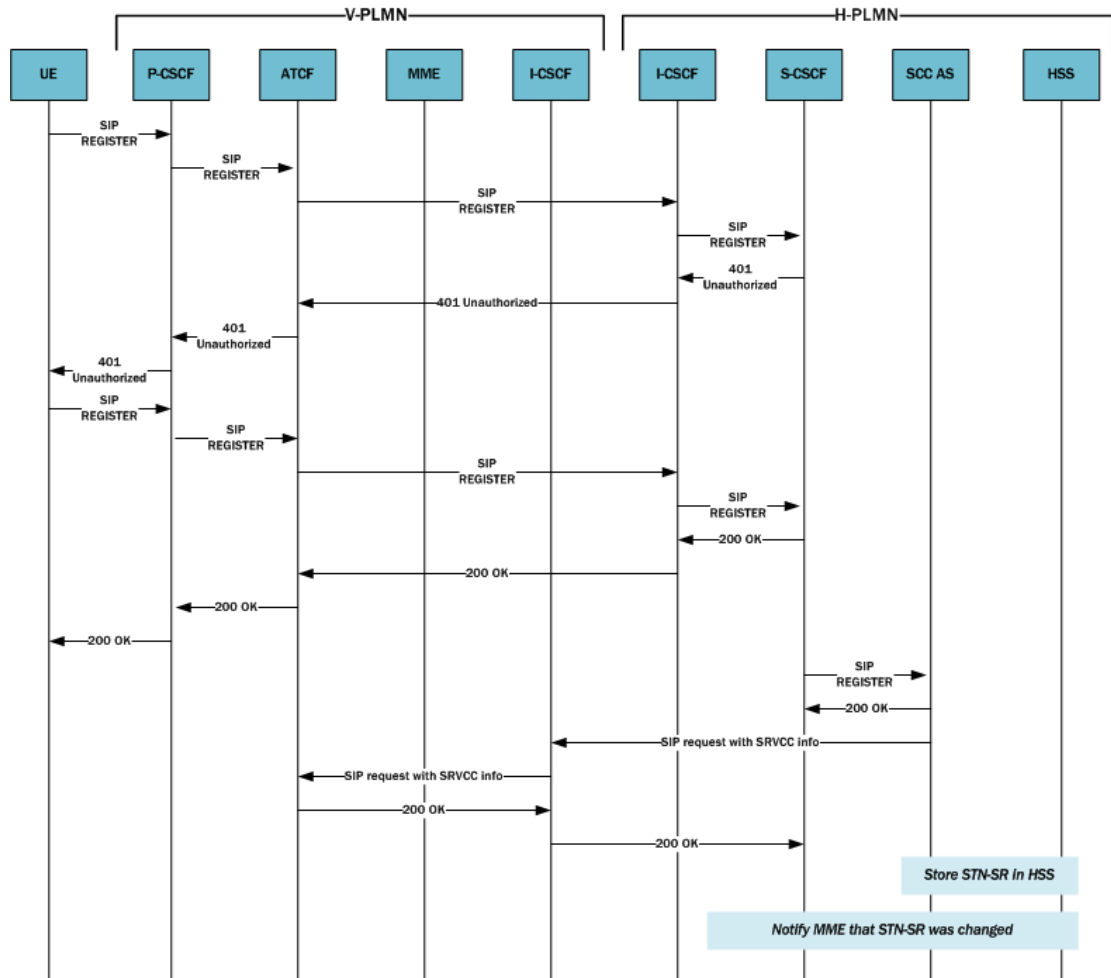 V-PLMN
H-PLMN
UE
P-CSCF
ATCF
MME
I-CSCF
I-CSCF
S-CSCF
SCC AS
HSS
SIP
REGISTER
SIP
REGISTER
SIP
REGISTER
SIP
REGISTER
401
Unauthorized
401 Unauthorized
401
Unauthorized
401
Unauthorized
SIP
REGISTER
SIP
REGISTER
SIP
REGISTER
SIP
REGISTER
200 OK
200 OK
200 OK
200 OK
SIP
REGISTER
200 OK
SIP request with SRVCC info
SIP request with SRVCC info
200 OK
200 OK
Store STN-SR in HSS
Notify MME that STN-SR was changed